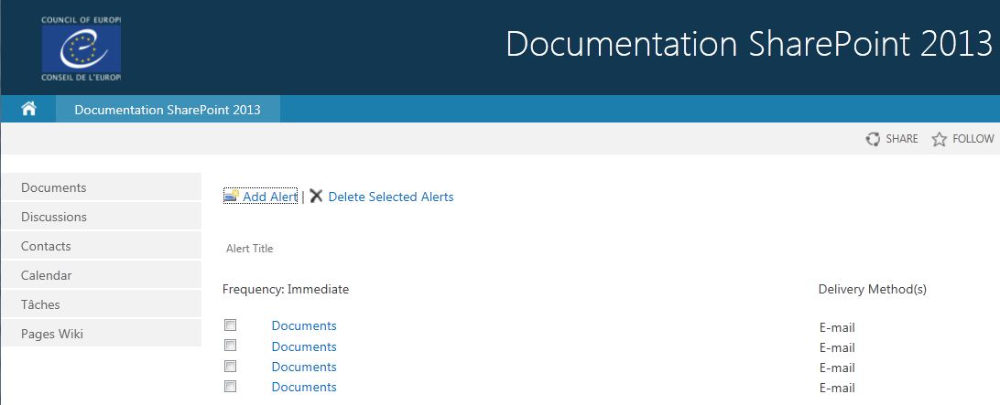 COUNCIL OF EUROP
CONSEIL DE L'EUROP
Documentation SharePoint 2013
Documentation SharePoint 2013
SHARE FOLLOW
Documents
Discussions
Contacts
Calendar
Tâches
Pages Wiki
Add Alert | Delete Selected Alerts
Alert Title
Frequency: Immediate Delivery Method(s)
Documents E-mail
Documents E-mail
Documents E-mail
Documents E-mail